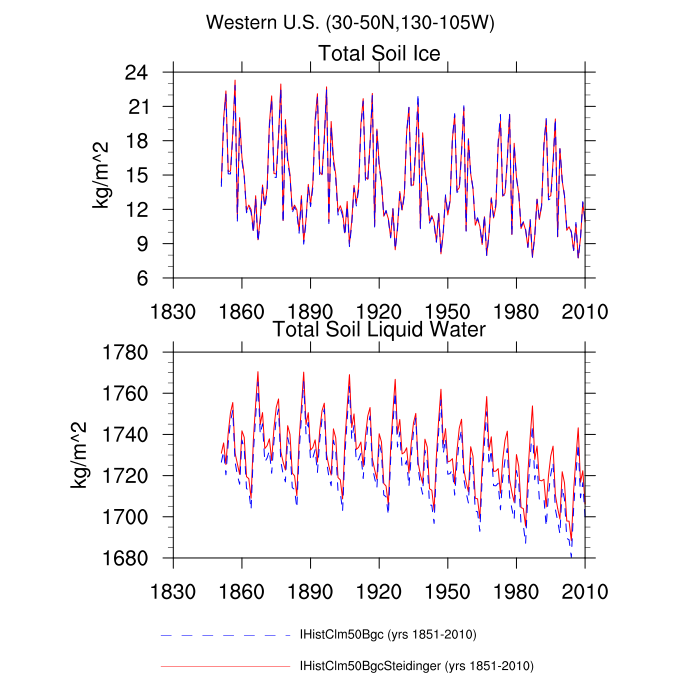 Western U.S. (30-50N,130-105W)
Total Soil Ice
24
21
18
15
12
9
6
kg/m^2
1830 1860 1890 1920 1950 1980 2010
Total Soil Liquid Water
1780
1760
1740
1720
1700
1680
kg/m^2
1830 1860 1890 1920 1950 1980 2010
IHistClm50Bgc (yrs 1851-2010)
IHistClm50BgcSteidinger (yrs 1851-2010)